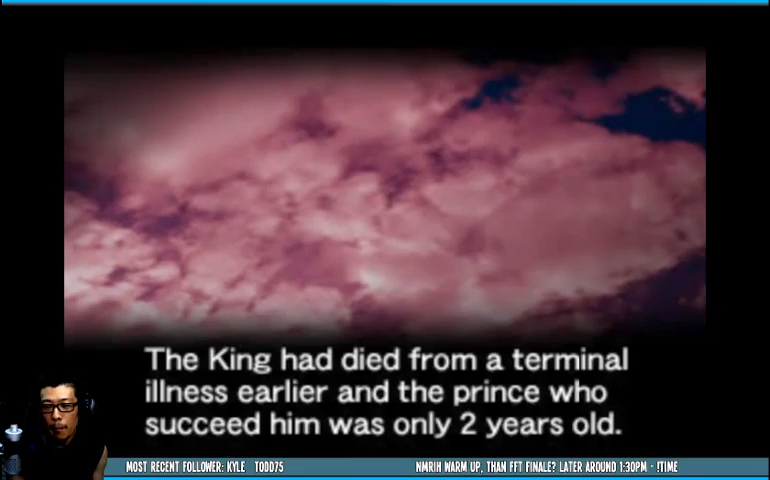 The King had died from a terminal
illness earlier and the prince who
succeed him was only 2 years old.
MOST RECENT FOLLOWER: KYLE TODD75
NMRIH WARM UP, THAN FFT FINALE? LATER AROUND 1:30PM - !TIME